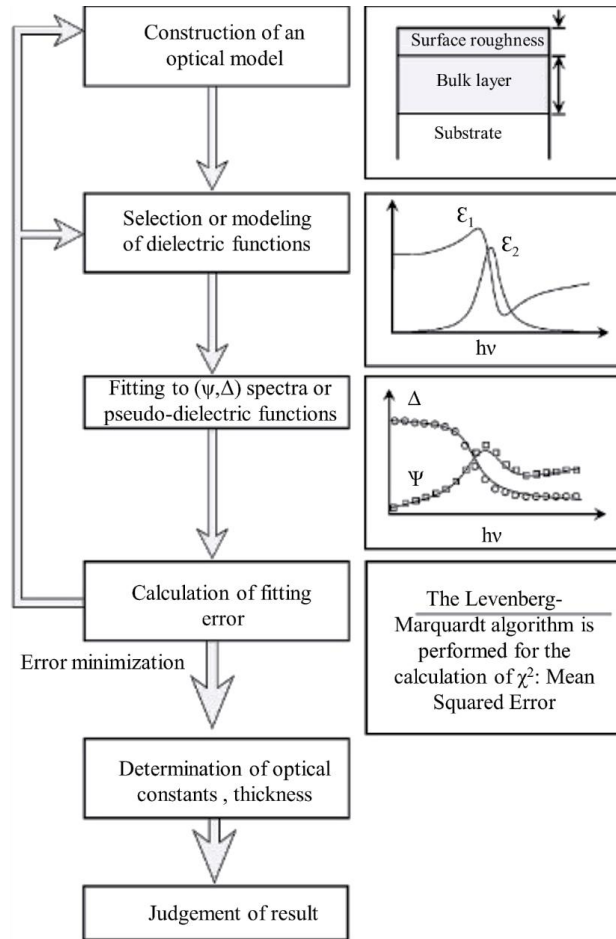 Construction of an
optical model
Surface roughness
Bulk layer
Substrate
Selection or modeling
of dielectric functions
Ɛ1
Ɛ2
hν
Fitting to (ψ,Δ) spectra or
pseudo-dielectric functions
Δ
Ψ
hν
Calculation of fitting
error
The Levenberg-
Marquardt algorithm is
performed for the
calculation of χ²: Mean
Squared Error
Error minimization
Determination of optical
constants , thickness
Judgement of result